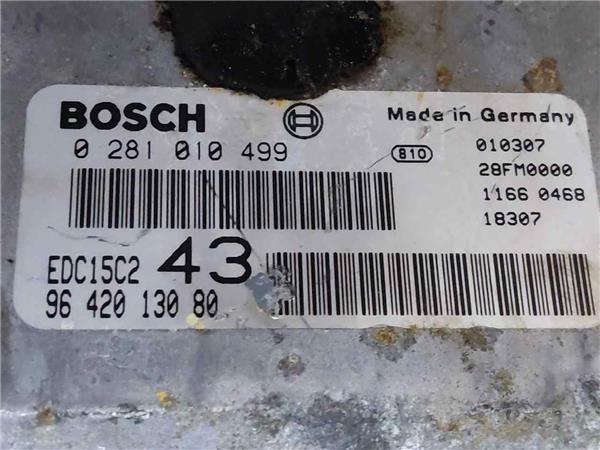 BOSCH
Made in Germany
0 281 010 499
810
010307
28FM0000
1166 0468
18307
EDC15C2 43
96 420 130 80